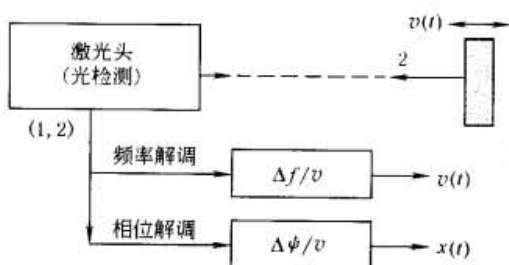 激光头
(光检测)
v(t)
2
(1,2)
频率解调
Δf/v
v(t)
相位解调
Δψ/v
x(t)